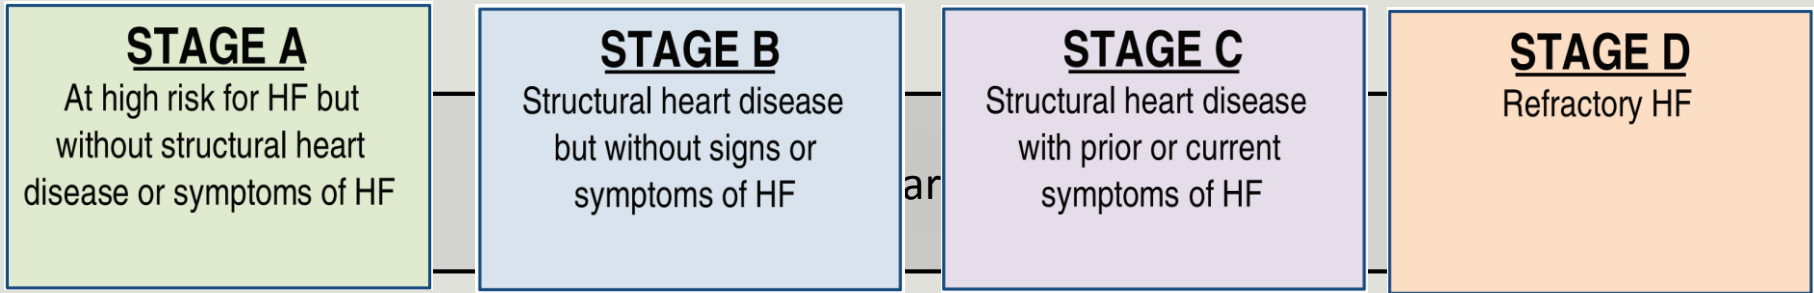 STAGE A
At high risk for HF but
without structural heart
disease or symptoms of HF
STAGE B
Structural heart disease
but without signs or
symptoms of HF
STAGE C
Structural heart disease
with prior or current
symptoms of HF
STAGE D
Refractory HF